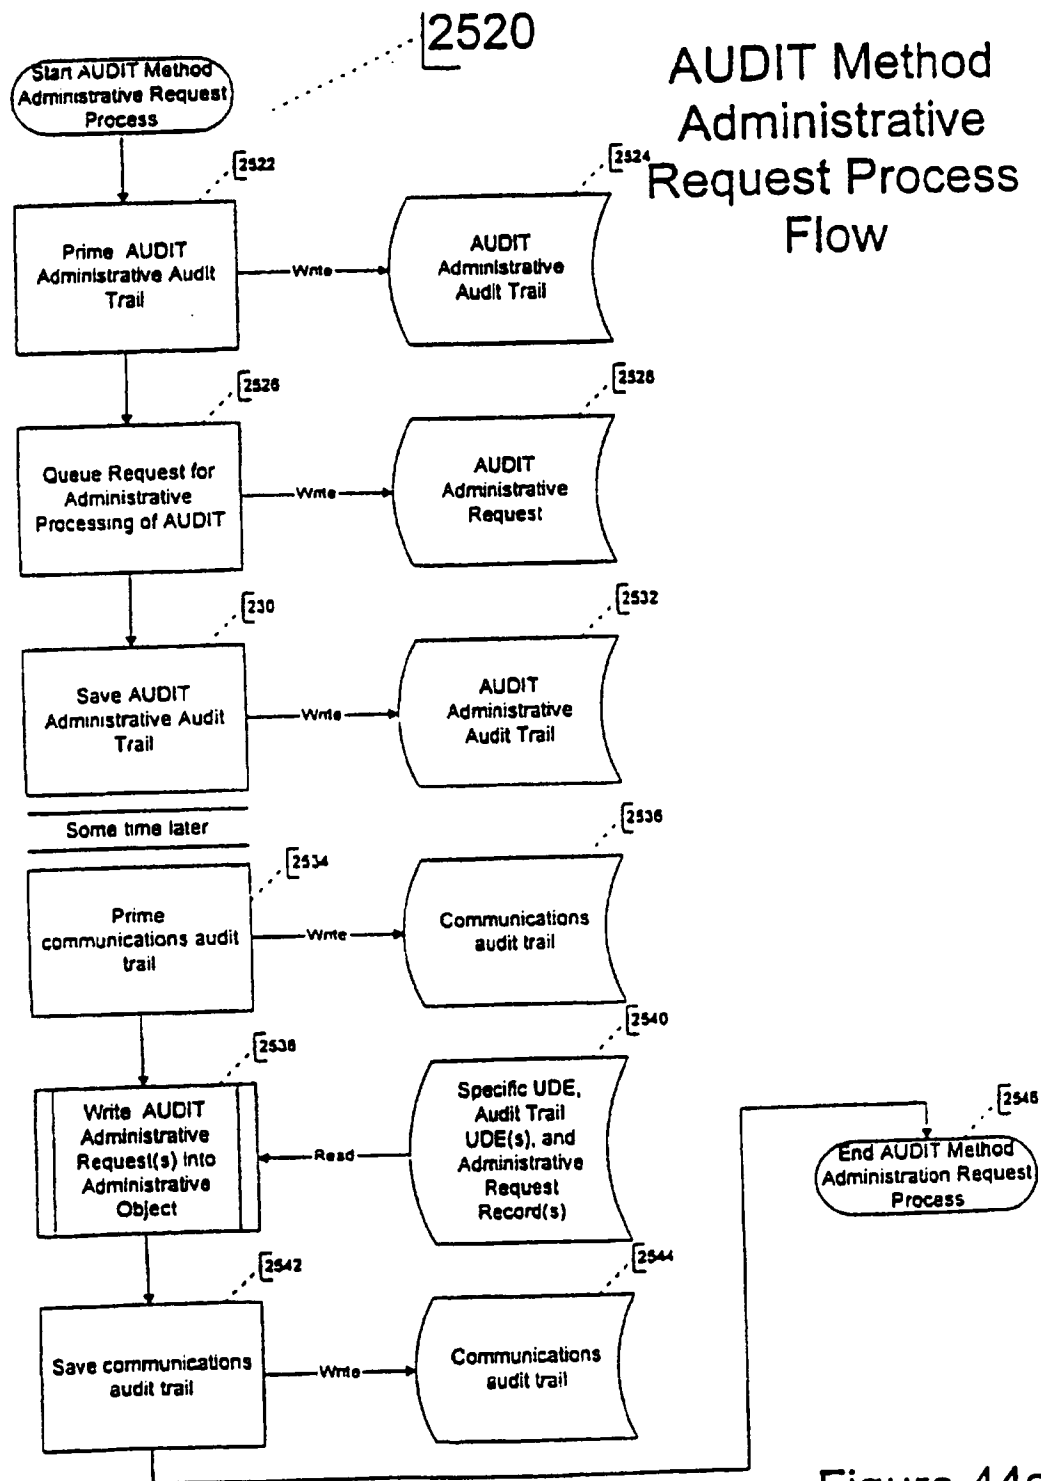 2520
AUDIT Method
Administrative
Request Process
Flow
Start AUDIT Method
Administrative Request
Process
2522
Prime AUDIT
Administrative Audit
Trail
Write
2524
AUDIT
Administrative
Audit Trail
2526
Queue Request for
Administrative
Processing of AUDIT
Write
2528
AUDIT
Administrative
Request
230
Save AUDIT
Administrative Audit
Trail
Write
2532
AUDIT
Administrative
Audit Trail
Some time later
2534
Prime
communications audit
trail
Write
2536
Communications
audit trail
2538
Write AUDIT
Administrative
Request(s) into
Administrative
Object
Read
2540
Specific UDE,
Audit Trail
UDE(s), and
Administrative
Request
Record(s)
2542
Save communications
audit trail
Write
2544
Communications
audit trail
2546
End AUDIT Method
Administration Request
Process
Figure 44a